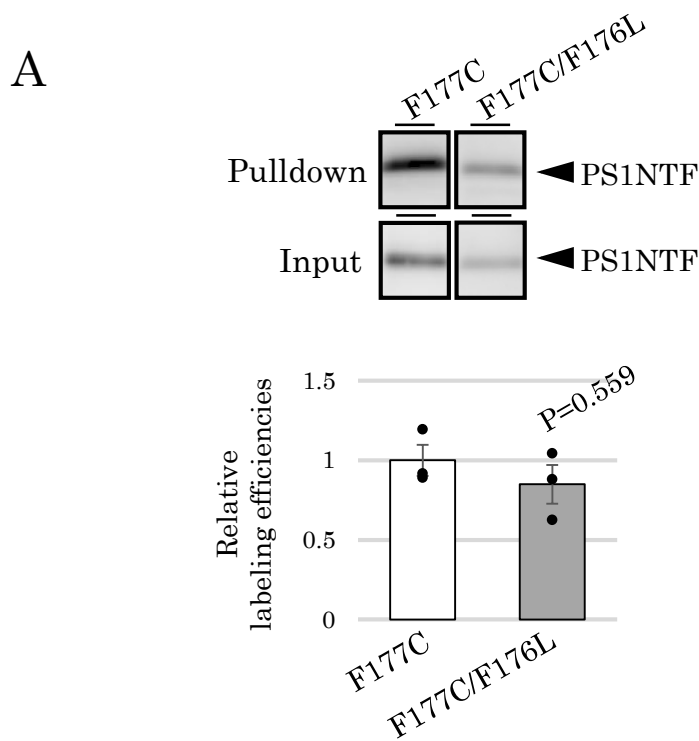 A
F177C
F177C/F176L
Pulldown
PS1NTF
Input
PS1NTF
Relative
labeling efficiencies
1.5
1
0.5
0
P=0.559
F177C
F177C/F176L